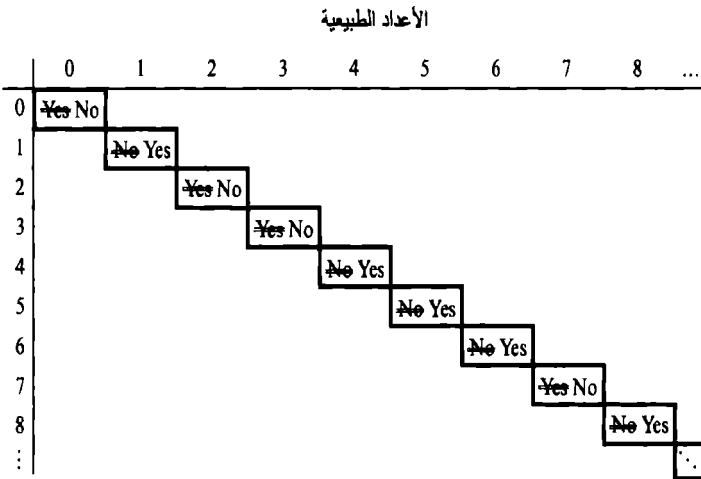 الأعداد الطبيعية
0 1 2 3 4 5 6 7 8 ...
0 Yes No
1 No Yes
2 Yes No
3 Yes No
4 No Yes
5 No Yes
6 No Yes
7 Yes No
8 No Yes
⋮ ⋱